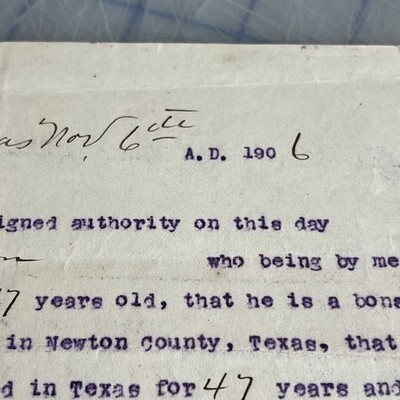 as Nov. 6th A.D. 1906
igned authority on this day
who being by me
47 years old, that he is a bona
in Newton County, Texas, that
d in Texas for 47 years and